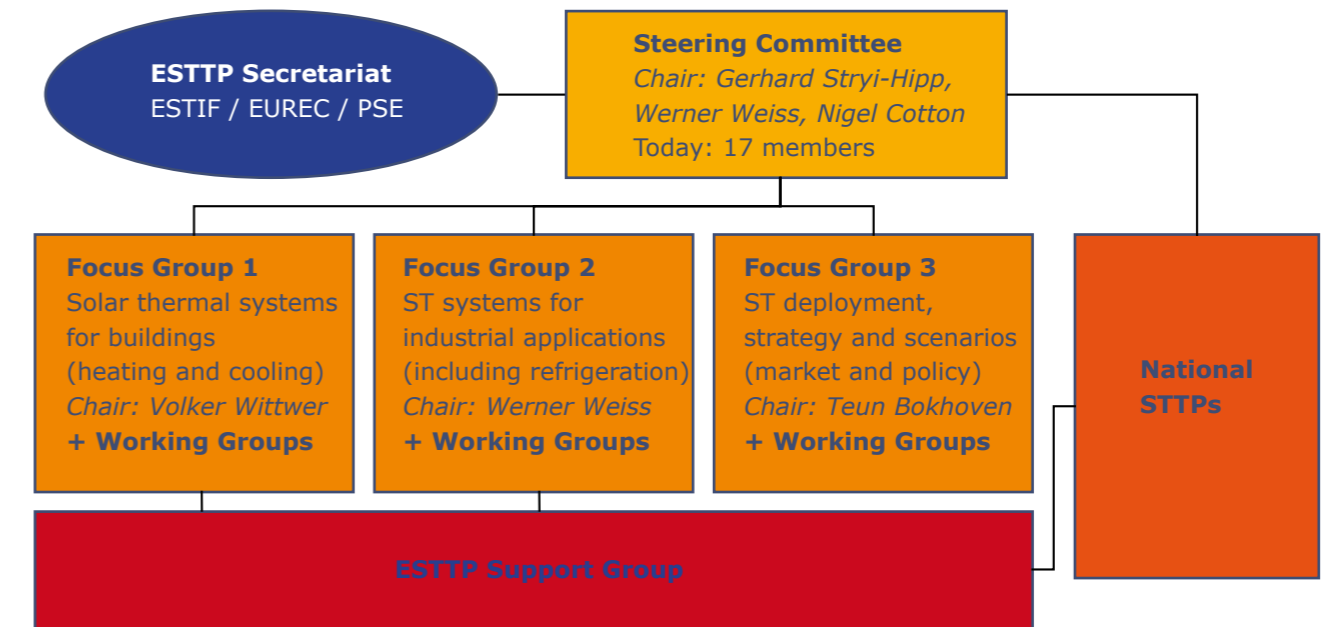 ESTTP Secretariat
ESTIF / EUREC / PSE
Steering Committee
Chair: Gerhard Stryi-Hipp,
Werner Weiss, Nigel Cotton
Today: 17 members
Focus Group 1
Solar thermal systems
for buildings
(heating and cooling)
Chair: Volker Wittwer
+ Working Groups
Focus Group 2
ST systems for
industrial applications
(including refrigeration)
Chair: Werner Weiss
+ Working Groups
Focus Group 3
ST deployment,
strategy and scenarios
(market and policy)
Chair: Teun Bokhoven
+ Working Groups
National
STTPs
ESTTP Support Group